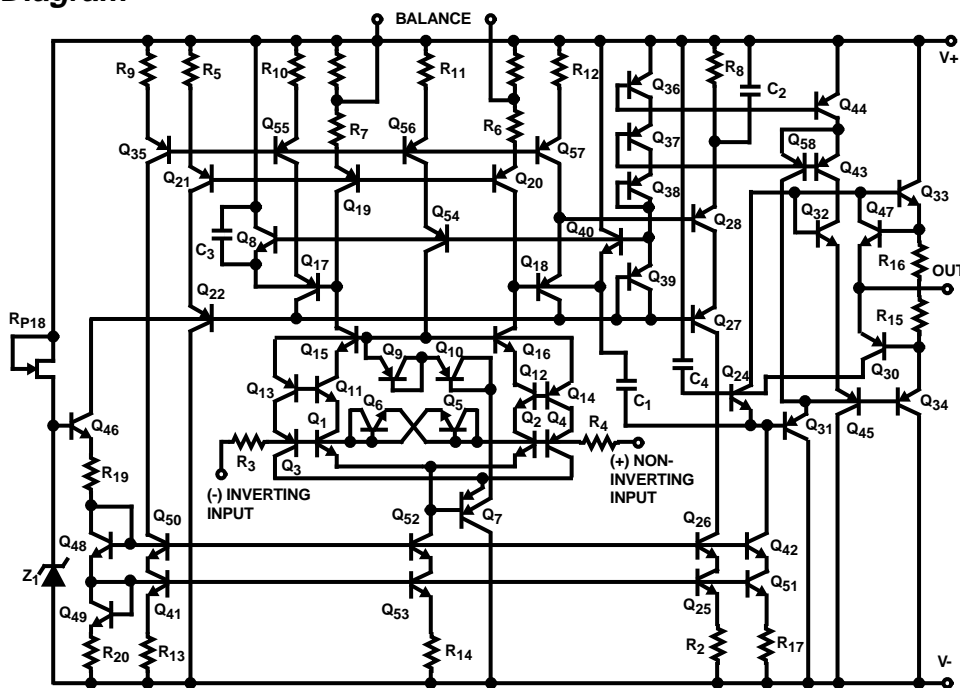 Diagram
BALANCE
V+
R9
R5
R10
R11
R12
R8
C2
Q36
Q44
R7
R6
Q37
Q58
Q35
Q55
Q56
Q57
Q43
Q21
Q19
Q20
Q38
Q33
Q28
Q32
Q47
C3
Q8
Q54
Q40
R16
OUT
Q17
Q18
Q39
Q22
R15
RP18
Q27
Q15
Q9
Q10
Q16
Q30
Q13
Q11
Q12
Q14
C1
C4
Q24
Q34
Q46
Q1
Q6
Q5
Q2
Q4
R4
Q31
Q45
R3
Q3
R19
(-) INVERTING
INPUT
(+) NON-
INVERTING
INPUT
Q7
Q50
Q52
Q26
Q48
Q42
Z1
Q49
Q41
Q53
Q25
Q51
R20
R13
R14
R2
R17
V-